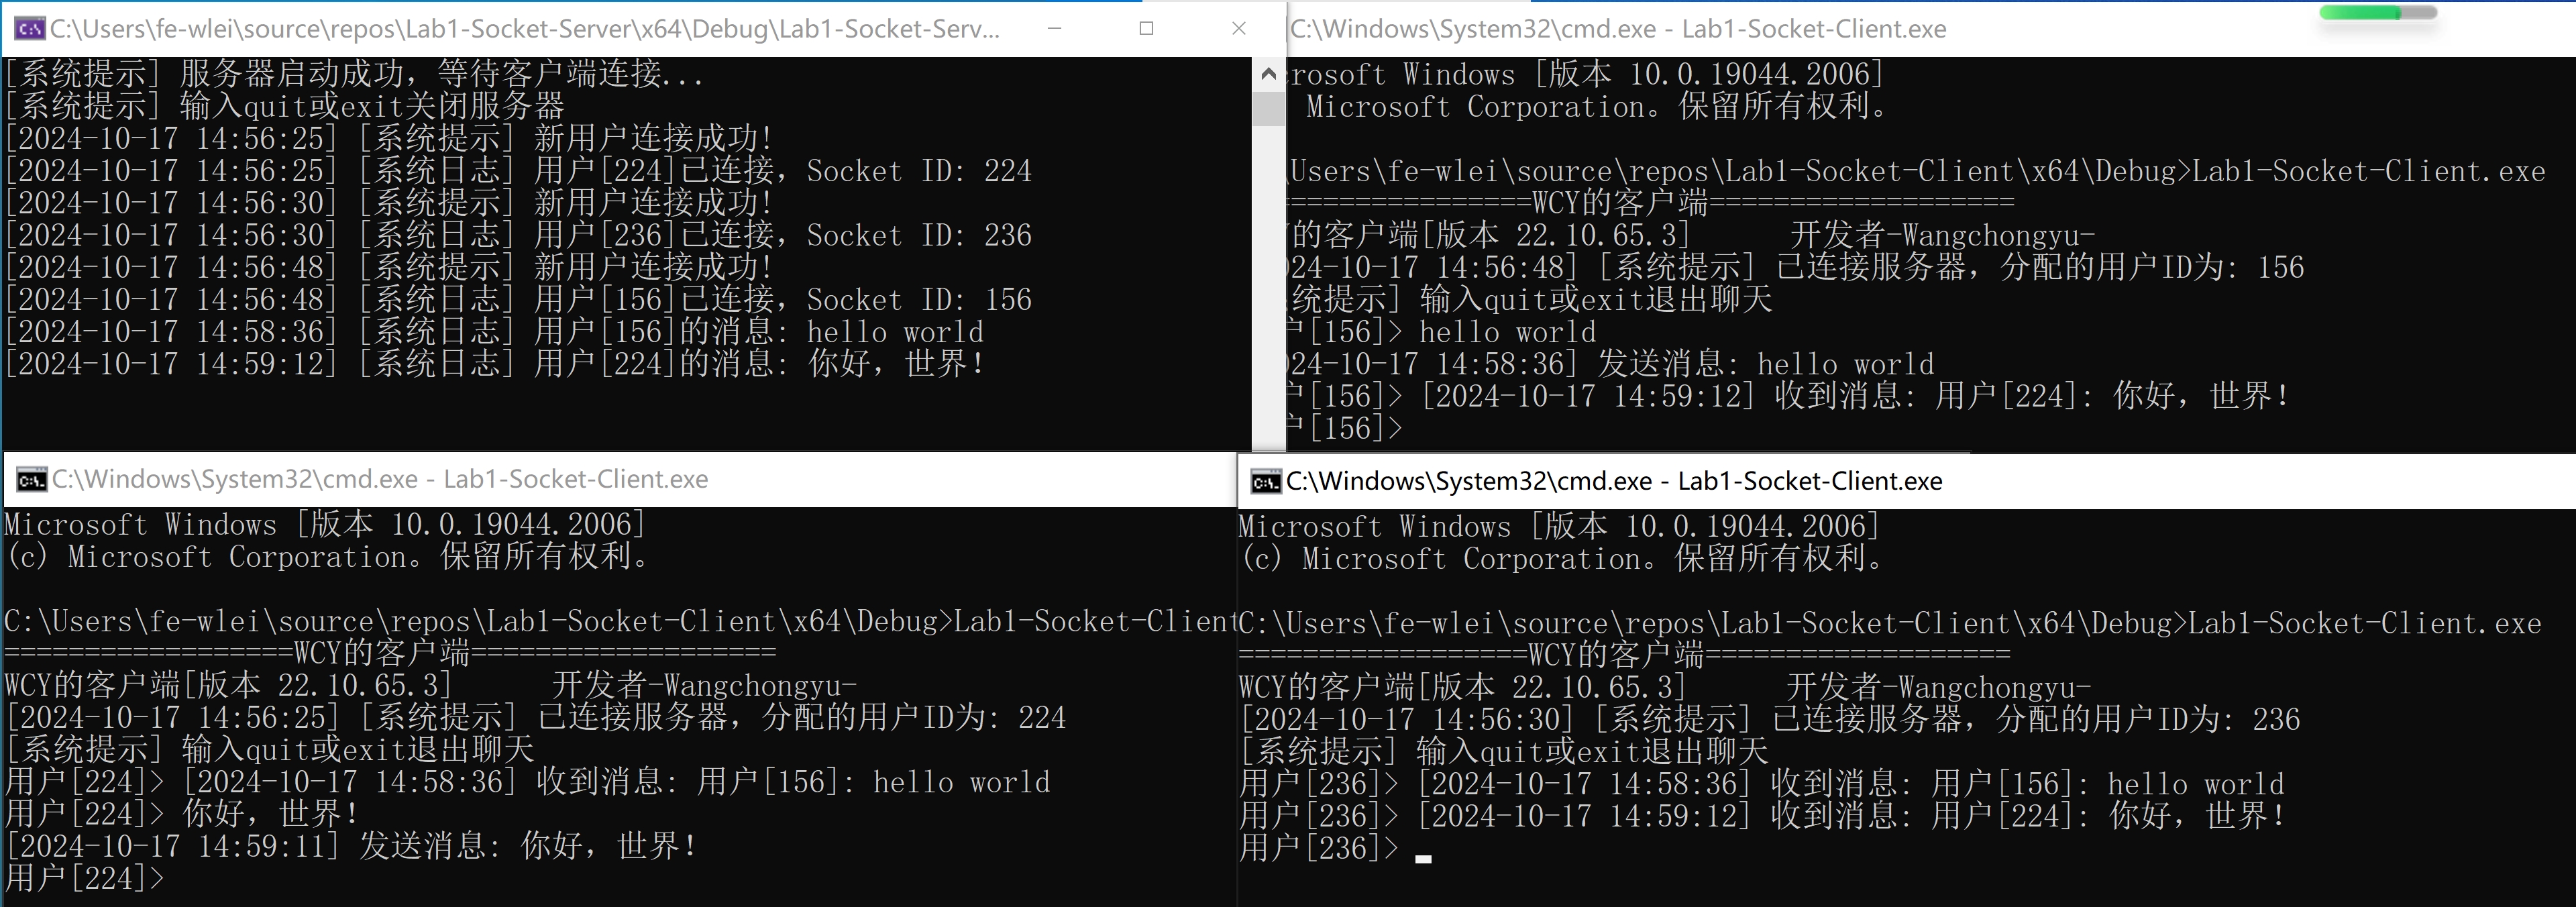 C:\Users\fe-wlei\source\repos\Lab1-Socket-Server\x64\Debug\Lab1-Socket-Serv...
[系统提示] 服务器启动成功，等待客户端连接...
[系统提示] 输入quit或exit关闭服务器
[2024-10-17 14:56:25] [系统提示] 新用户连接成功!
[2024-10-17 14:56:25] [系统日志] 用户[224]已连接，Socket ID: 224
[2024-10-17 14:56:30] [系统提示] 新用户连接成功!
[2024-10-17 14:56:30] [系统日志] 用户[236]已连接，Socket ID: 236
[2024-10-17 14:56:48] [系统提示] 新用户连接成功!
[2024-10-17 14:56:48] [系统日志] 用户[156]已连接，Socket ID: 156
[2024-10-17 14:58:36] [系统日志] 用户[156]的消息: hello world
[2024-10-17 14:59:12] [系统日志] 用户[224]的消息: 你好，世界!
C:\Windows\System32\cmd.exe - Lab1-Socket-Client.exe
rosoft Windows [版本 10.0.19044.2006]
Microsoft Corporation。保留所有权利。
\Users\fe-wlei\source\repos\Lab1-Socket-Client\x64\Debug>Lab1-Socket-Client.exe
===============WCY的客户端===================
的客户端[版本 22.10.65.3]      开发者-Wangchongyu-
24-10-17 14:56:48] [系统提示] 已连接服务器，分配的用户ID为: 156
统提示] 输入quit或exit退出聊天
户[156]> hello world
24-10-17 14:58:36] 发送消息: hello world
户[156]> [2024-10-17 14:59:12] 收到消息: 用户[224]: 你好，世界!
户[156]>
C:\Windows\System32\cmd.exe - Lab1-Socket-Client.exe
Microsoft Windows [版本 10.0.19044.2006]
(c) Microsoft Corporation。保留所有权利。
C:\Users\fe-wlei\source\repos\Lab1-Socket-Client\x64\Debug>Lab1-Socket-Client
==================WCY的客户端===================
WCY的客户端[版本 22.10.65.3]      开发者-Wangchongyu-
[2024-10-17 14:56:25] [系统提示] 已连接服务器，分配的用户ID为: 224
[系统提示] 输入quit或exit退出聊天
用户[224]> [2024-10-17 14:58:36] 收到消息: 用户[156]: hello world
用户[224]> 你好，世界!
[2024-10-17 14:59:11] 发送消息: 你好，世界!
用户[224]>
C:\Windows\System32\cmd.exe - Lab1-Socket-Client.exe
Microsoft Windows [版本 10.0.19044.2006]
(c) Microsoft Corporation。保留所有权利。
C:\Users\fe-wlei\source\repos\Lab1-Socket-Client\x64\Debug>Lab1-Socket-Client.exe
==================WCY的客户端===================
WCY的客户端[版本 22.10.65.3]      开发者-Wangchongyu-
[2024-10-17 14:56:30] [系统提示] 已连接服务器，分配的用户ID为: 236
[系统提示] 输入quit或exit退出聊天
用户[236]> [2024-10-17 14:58:36] 收到消息: 用户[156]: hello world
用户[236]> [2024-10-17 14:59:12] 收到消息: 用户[224]: 你好，世界!
用户[236]>